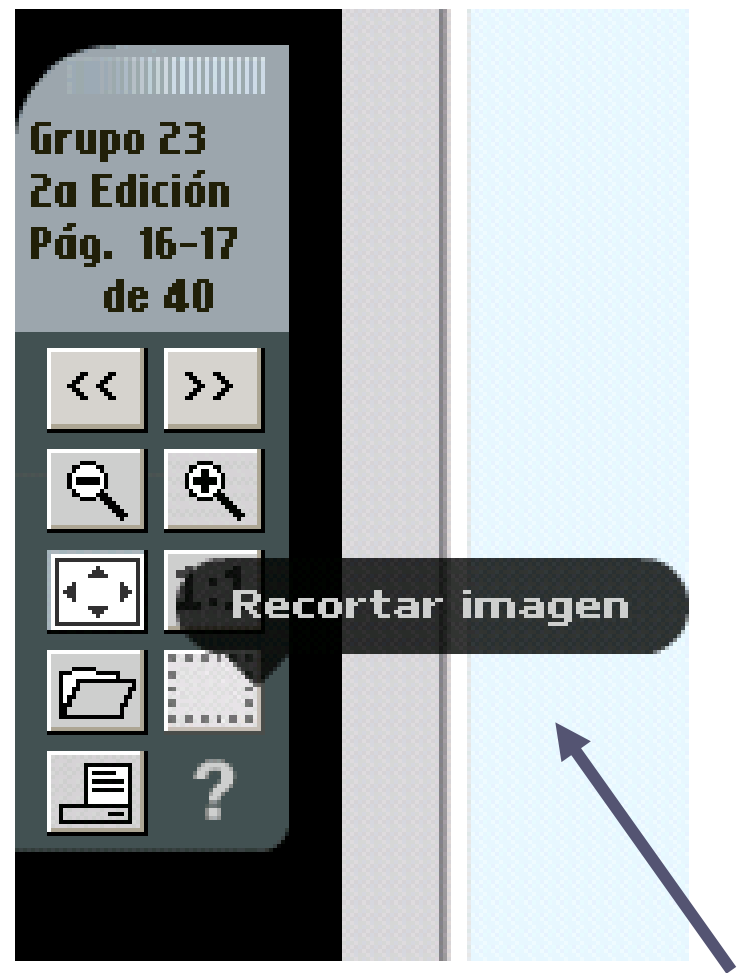 Grupo 23
2a Edición
Pág. 16-17
de 40
<< >>
1:1
Recortar imagen
?